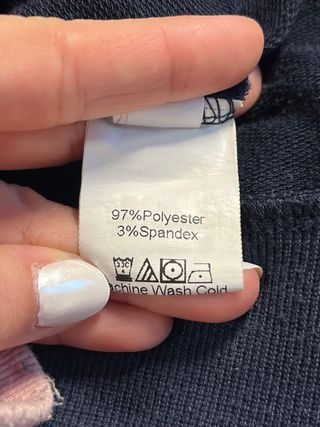 97%Polyester
3%Spandex
achine Wash Cold